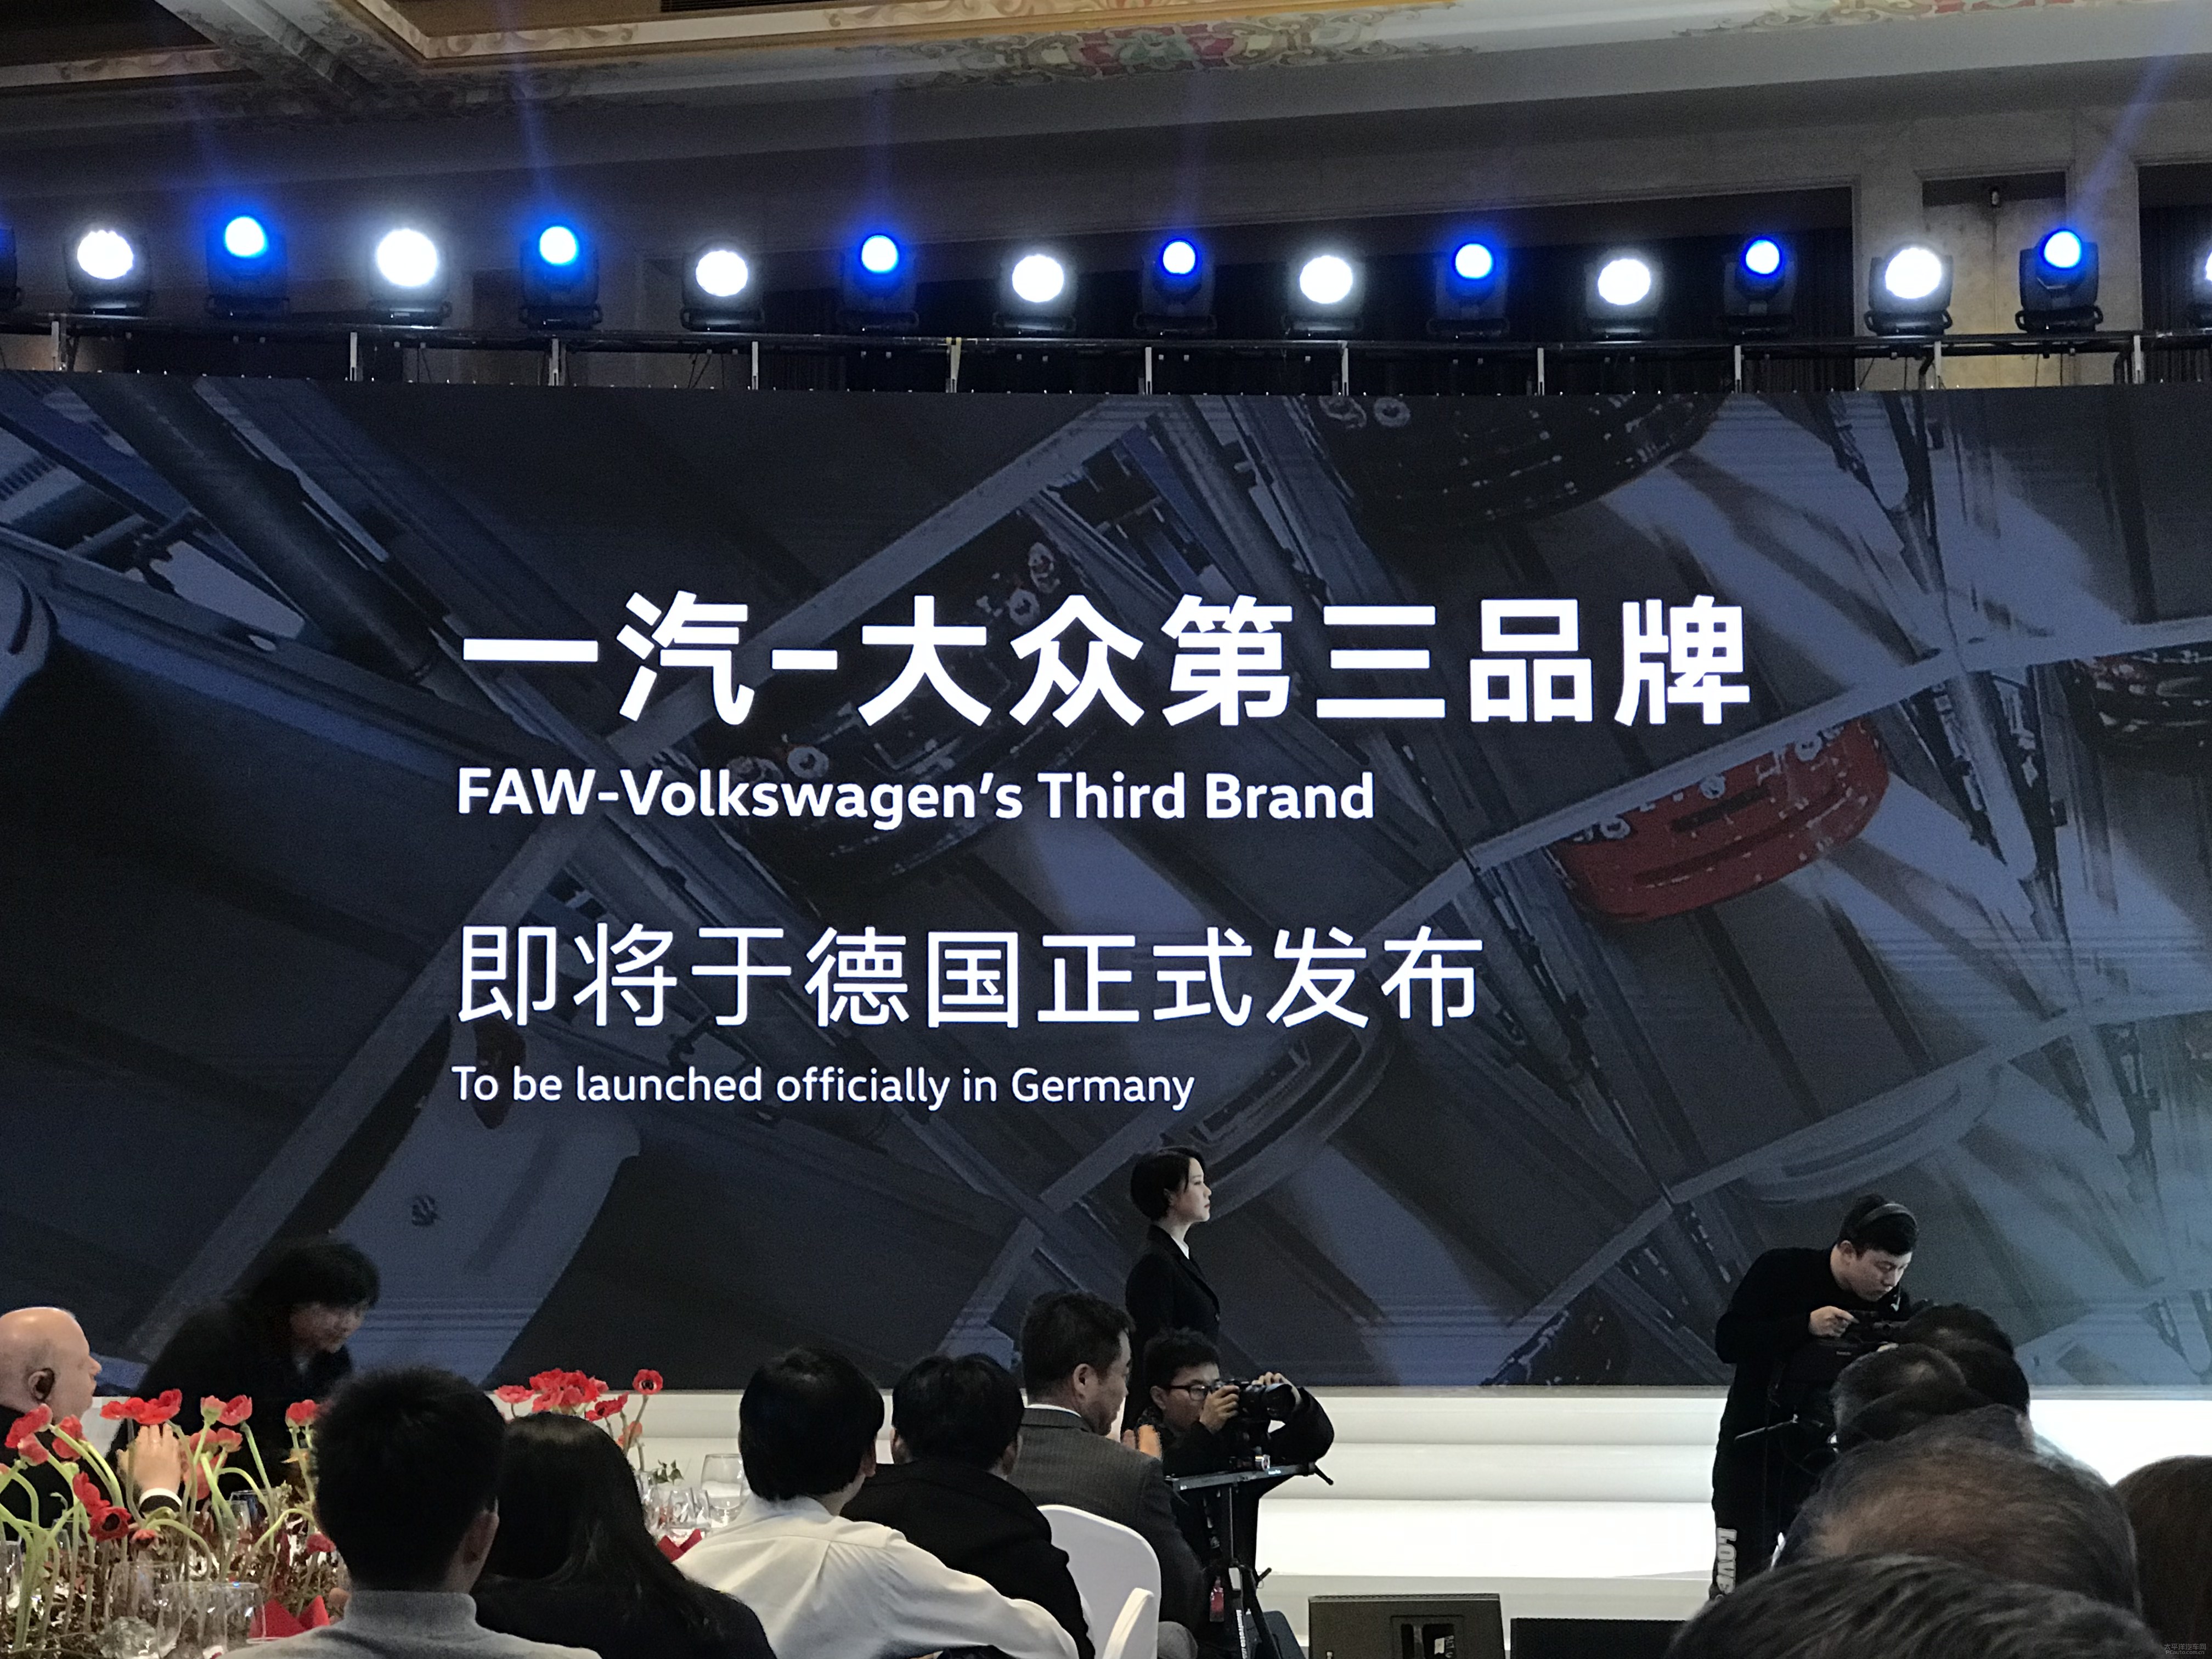 一汽-大众第三品牌
FAW-Volkswagen's Third Brand
即将于德国正式发布
To be launched officially in Germany
LOVE